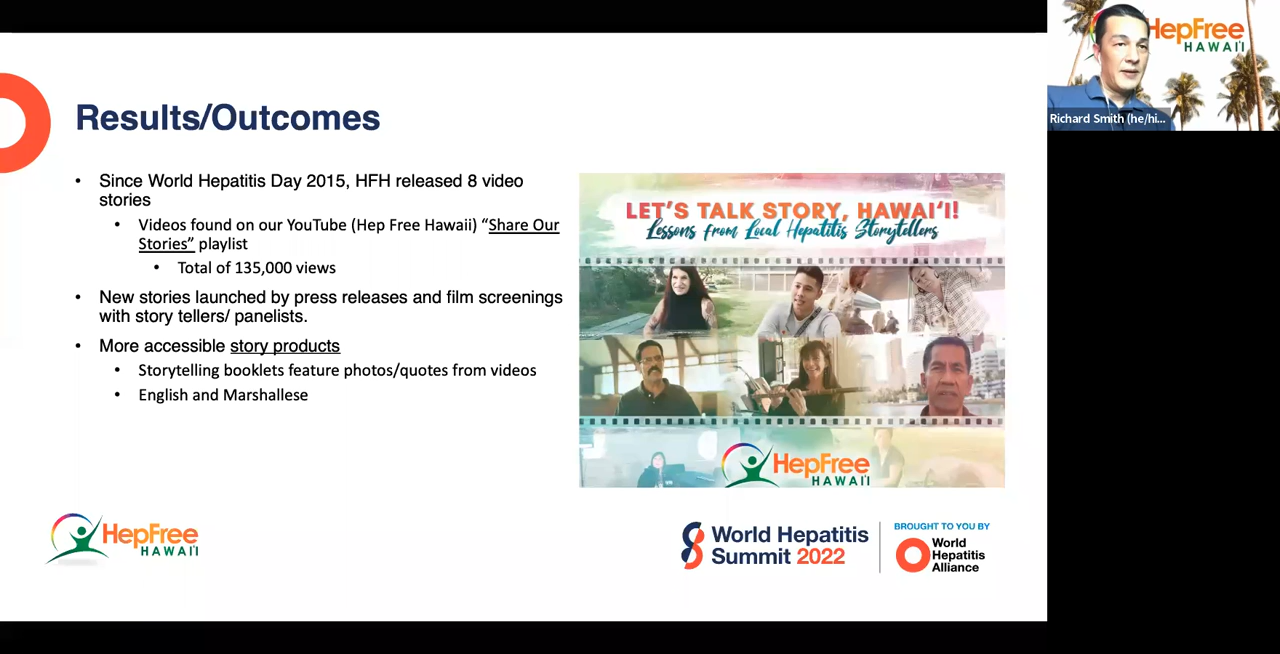 Results/Outcomes
• Since World Hepatitis Day 2015, HFH released 8 video
stories
• Videos found on our YouTube (Hep Free Hawaii) “Share Our
Stories” playlist
• Total of 135,000 views
• New stories launched by press releases and film screenings
with story tellers/ panelists.
• More accessible story products
• Storytelling booklets feature photos/quotes from videos
• English and Marshallese
LET'S TALK STORY, HAWAI‘I!
Lessons from Local Hepatitis Storytellers
HepFree
HAWAI‘I
HepFree
HAWAI‘I
World Hepatitis
Summit 2022
BROUGHT TO YOU BY
World
Hepatitis
Alliance
HepFree
HAWAI‘I
Richard Smith (he/hi...